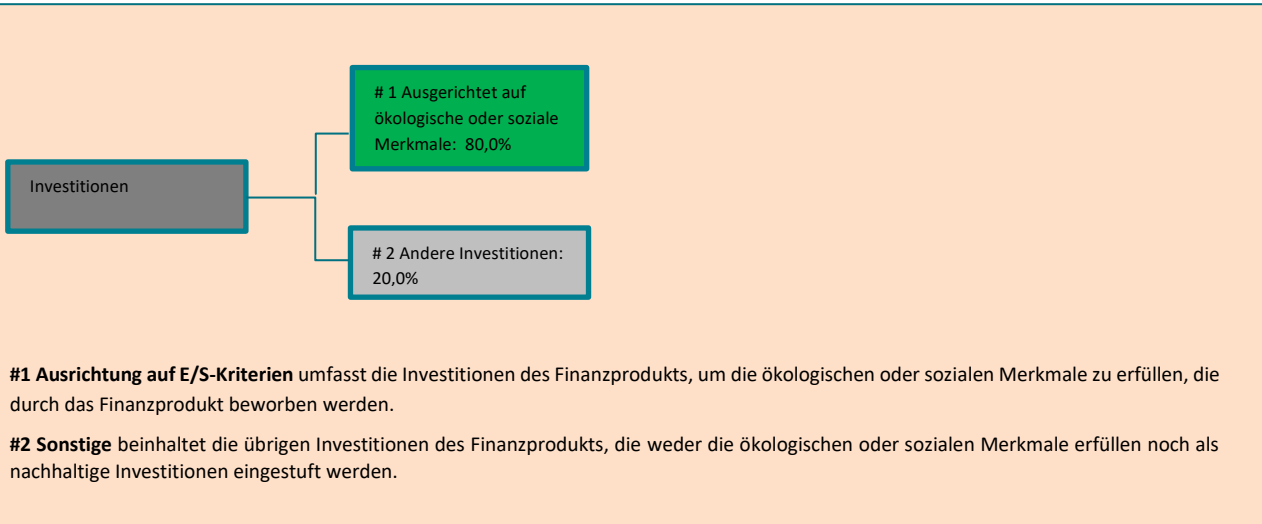 # 1 Ausgerichtet auf
ökologische oder soziale
Merkmale: 80,0%
Investitionen
# 2 Andere Investitionen:
20,0%
#1 Ausrichtung auf E/S-Kriterien umfasst die Investitionen des Finanzprodukts, um die ökologischen oder sozialen Merkmale zu erfüllen, die
durch das Finanzprodukt beworben werden.
#2 Sonstige beinhaltet die übrigen Investitionen des Finanzprodukts, die weder die ökologischen oder sozialen Merkmale erfüllen noch als
nachhaltige Investitionen eingestuft werden.